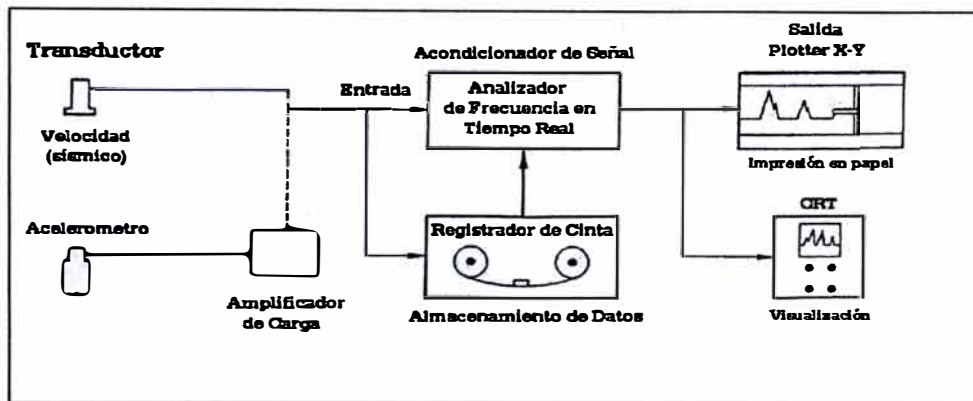 Transductor
Velocidad
(sísmico)
Acelerometro
Amplificador
de Carga
Entrada
Acondicionador de Señal
Analizador
de Frecuencia en
Tiempo Real
Registrador de Cinta
Almacenamiento de Datos
Salida
Plotter X-Y
Impresión en papel
CRT
Visualización